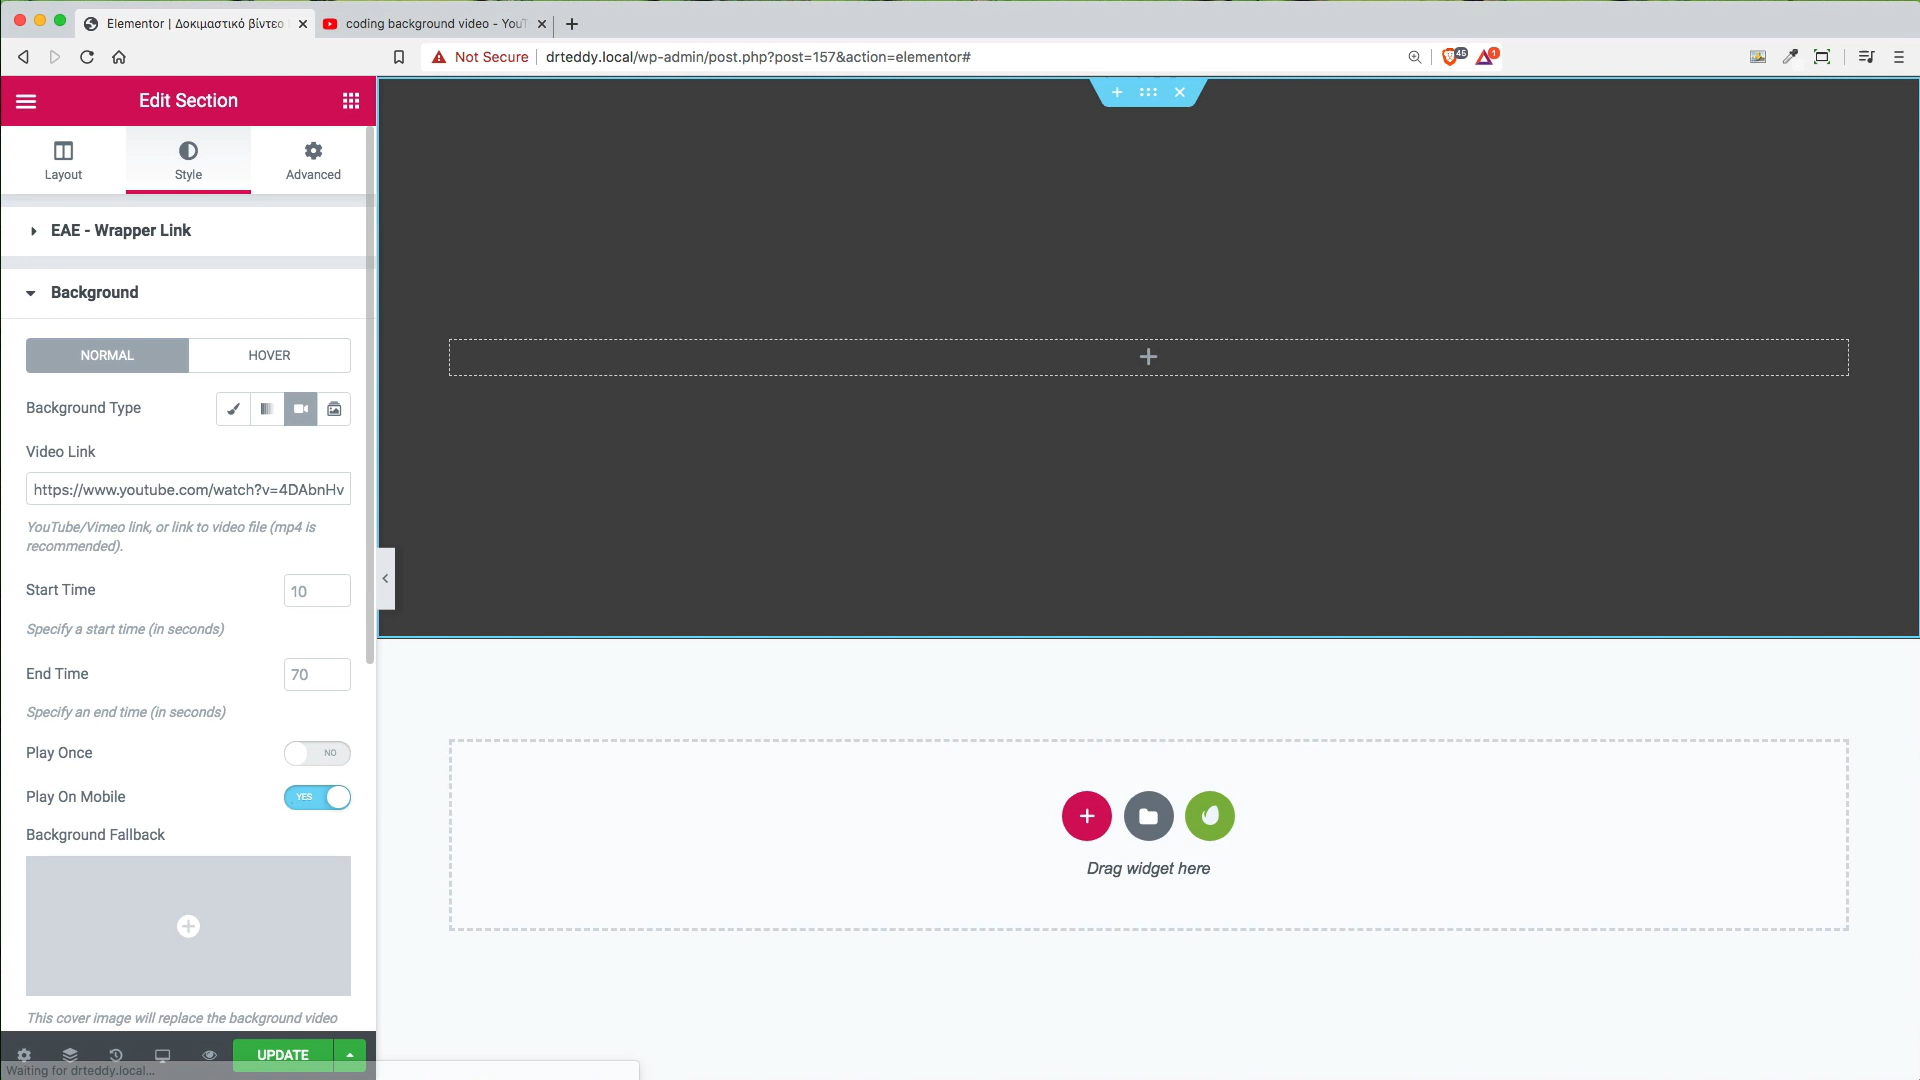 Elementor | Δοκιμαστικό βίντεο
coding background video - YouT
Not Secure
drteddy.local/wp-admin/post.php?post=157&action=elementor#
45
1
Edit Section
Layout
Style
Advanced
EAE - Wrapper Link
Background
NORMAL
HOVER
Background Type
Video Link
https://www.youtube.com/watch?v=4DAbnHv
YouTube/Vimeo link, or link to video file (mp4 is
recommended).
Start Time
10
Specify a start time (in seconds)
End Time
70
Specify an end time (in seconds)
Play Once
NO
Play On Mobile
YES
Background Fallback
This cover image will replace the background video
UPDATE
Waiting for drteddy.local...
Drag widget here